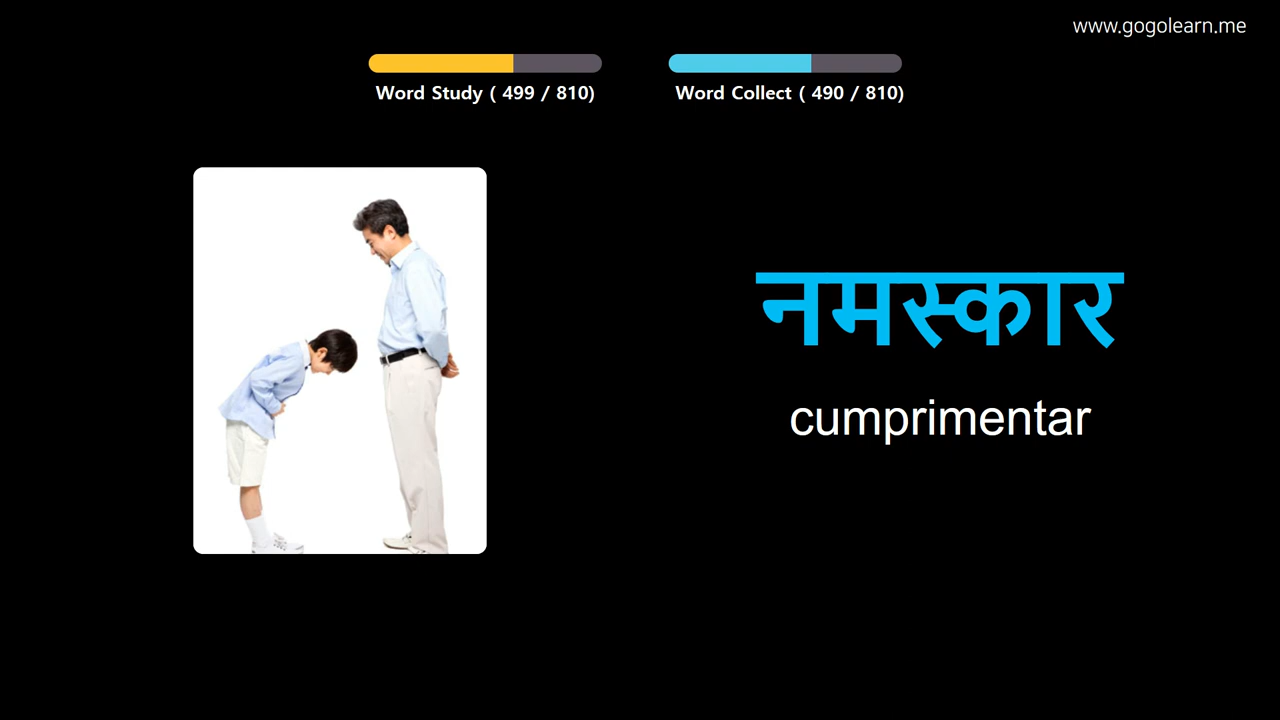 www.gogolearn.me
Word Study ( 499 / 810)
Word Collect ( 490 / 810)
नमस्कार
cumprimentar